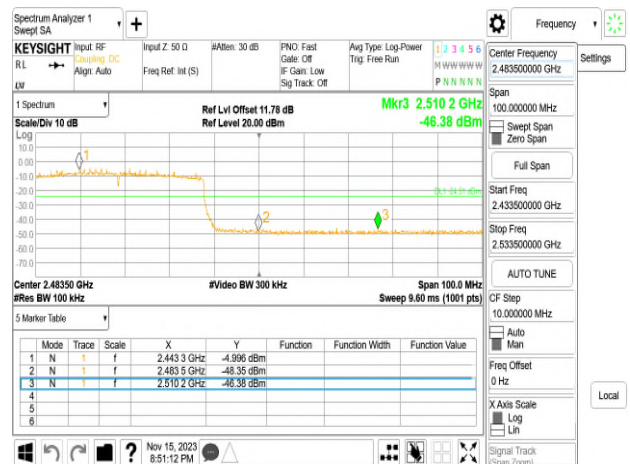 Spectrum Analyzer 1
Swept SA
Frequency
KEYSIGHT
RL
Input: RF
Coupling: DC
Align: Auto
Input Z: 50 Ω
Freq Ref: Int (S)
#Atten: 30 dB
PNO: Fast
Gate: Off
IF Gain: Low
Sig Track: Off
Avg Type: Log-Power
Trig: Free Run
1 2 3 4 5 6
M W W W W W
P N N N N N
LXI
1 Spectrum
Scale/Div 10 dB
Ref Lvl Offset 11.78 dB
Ref Level 20.00 dBm
Mkr3 2.510 2 GHz
-46.38 dBm
Log
10.0
0.00
-10.0
-20.0
-30.0
-40.0
-50.0
-60.0
-70.0
1
2
3
DL1 -24.91 dBm
Center 2.48350 GHz
#Res BW 100 kHz
#Video BW 300 kHz
Span 100.0 MHz
Sweep 9.60 ms (1001 pts)
5 Marker Table
Mode Trace Scale X Y Function Function Width Function Value
1 N 1 f 2.443 3 GHz -4.996 dBm
2 N 1 f 2.483 5 GHz -48.35 dBm
3 N 1 f 2.510 2 GHz -46.38 dBm
4
5
6
?
Nov 15, 2023
8:51:12 PM
Center Frequency
2.483500000 GHz
Span
100.000000 MHz
Swept Span
Zero Span
Full Span
Start Freq
2.433500000 GHz
Stop Freq
2.533500000 GHz
AUTO TUNE
CF Step
10.000000 MHz
Auto
Man
Freq Offset
0 Hz
X Axis Scale
Log
Lin
Signal Track
(Span Zoom)
Settings
Local